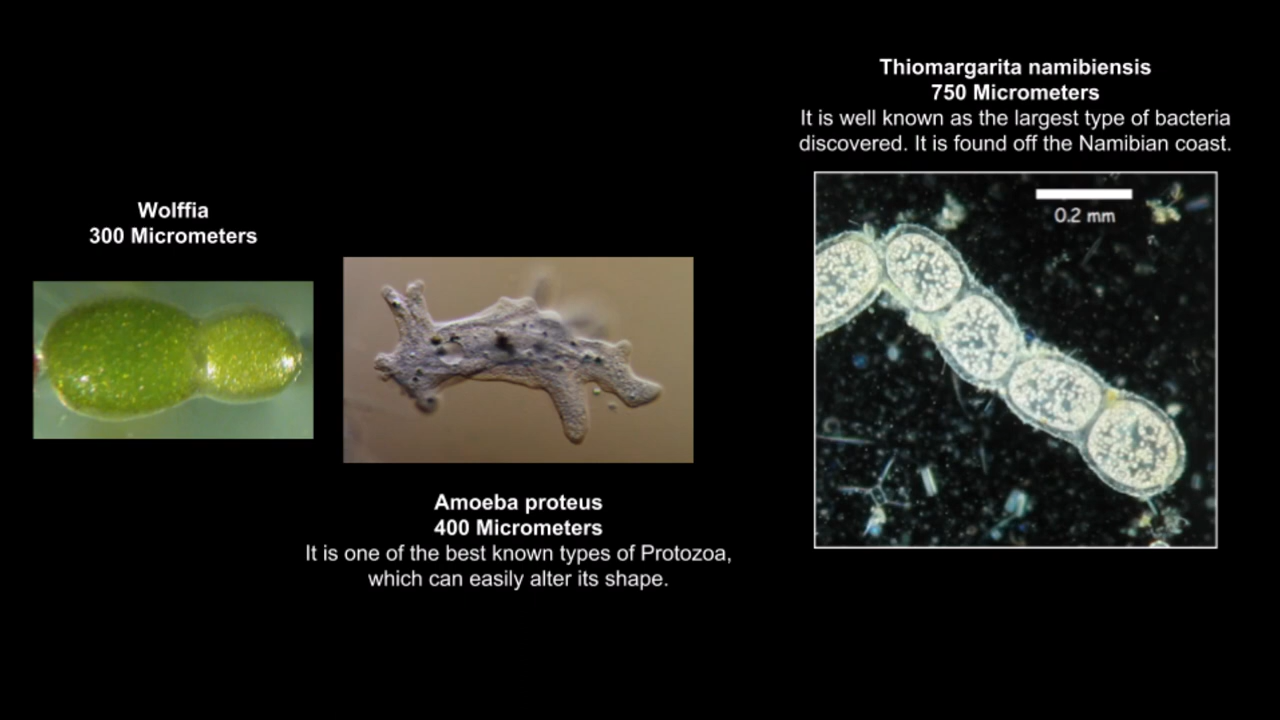 Wolffia
300 Micrometers
Amoeba proteus
400 Micrometers
It is one of the best known types of Protozoa,
which can easily alter its shape.
Thiomargarita namibiensis
750 Micrometers
It is well known as the largest type of bacteria
discovered. It is found off the Namibian coast.
0.2 mm